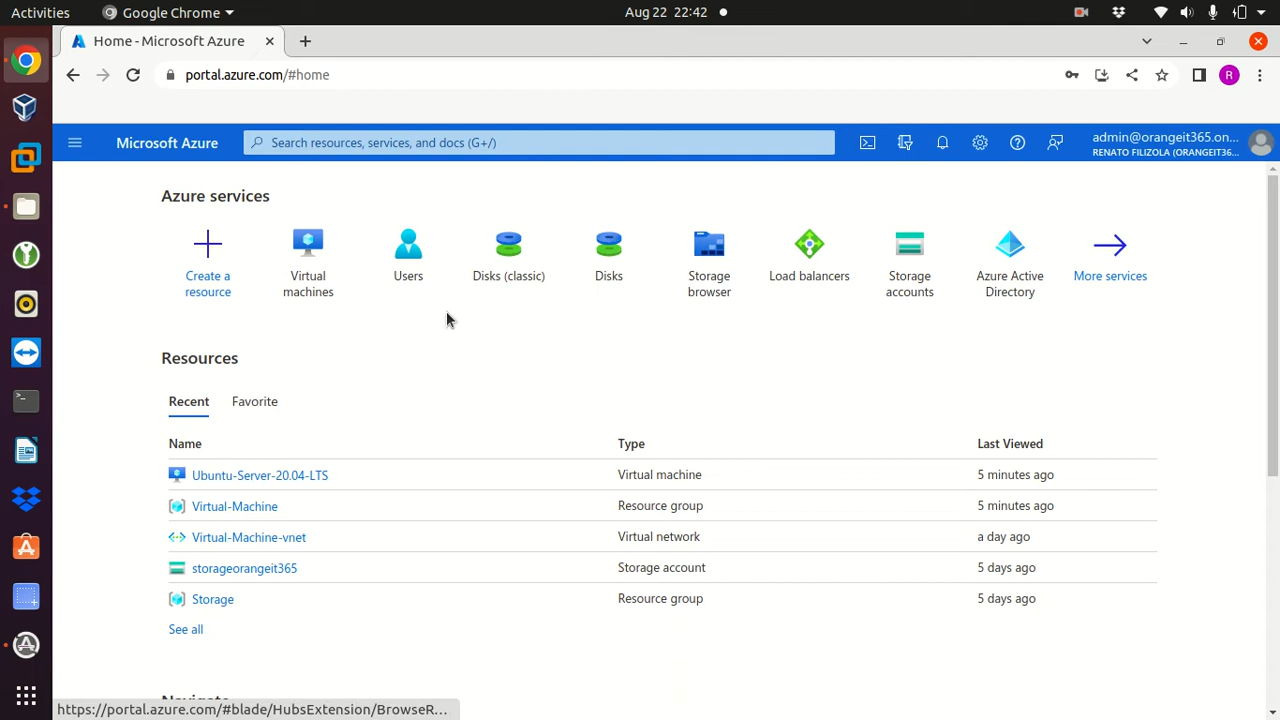 Activities
Google Chrome
Aug 22 22:42
Home - Microsoft Azure
portal.azure.com/#home
R
Microsoft Azure
Search resources, services, and docs (G+/)
admin@orangeit365.on...
RENATO FILIZOLA (ORANGEIT36...
Azure services
Create a resource
Virtual machines
Users
Disks (classic)
Disks
Storage browser
Load balancers
Storage accounts
Azure Active Directory
More services
Resources
Recent
Favorite
Name
Type
Last Viewed
Ubuntu-Server-20.04-LTS
Virtual machine
5 minutes ago
Virtual-Machine
Resource group
5 minutes ago
Virtual-Machine-vnet
Virtual network
a day ago
storageorangeit365
Storage account
5 days ago
Storage
Resource group
5 days ago
See all
Navigate
https://portal.azure.com/#blade/HubsExtension/BrowseR...